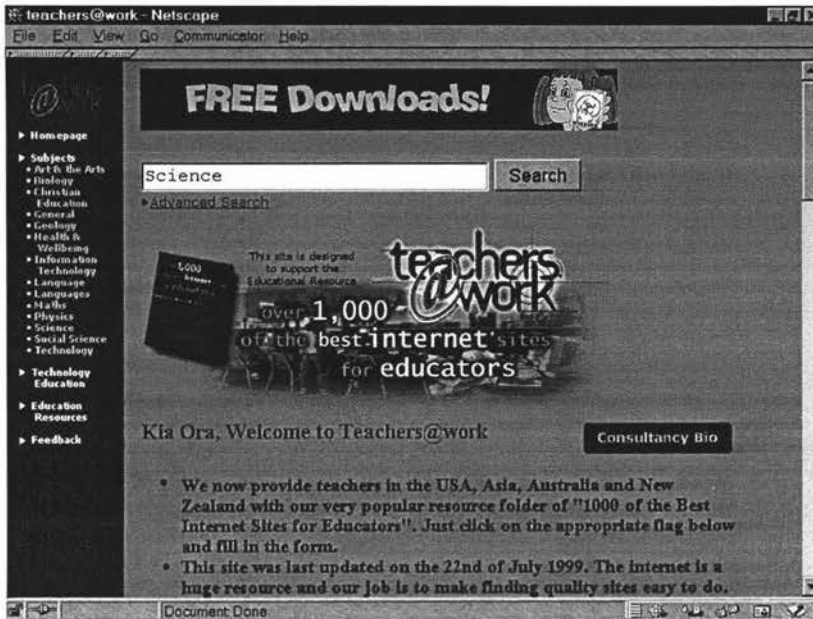 teachers@work - Netscape
File Edit View Go Communicator Help
@work
Homepage
Subjects
Art & the Arts
Biology
Christian
Education
General
Geology
Health &
Wellbeing
Information
Technology
Language
Languages
Maths
Physics
Science
Social Science
Technology
Technology
Education
Education
Resources
Feedback
FREE Downloads!
Science
Search
Advanced Search
This site is designed
to support the
Educational Resource
teachers
@work
over 1,000
of the best internet sites
for educators
Kia Ora, Welcome to Teachers@work
Consultancy Bio
• We now provide teachers in the USA, Asia, Australia and New
Zealand with our very popular resource folder of "1000 of the Best
Internet Sites for Educators". Just click on the appropriate flag below
and fill in the form.
• This site was last updated on the 22nd of July 1999. The internet is a
huge resource and our job is to make finding quality sites easy to do.
Document Done